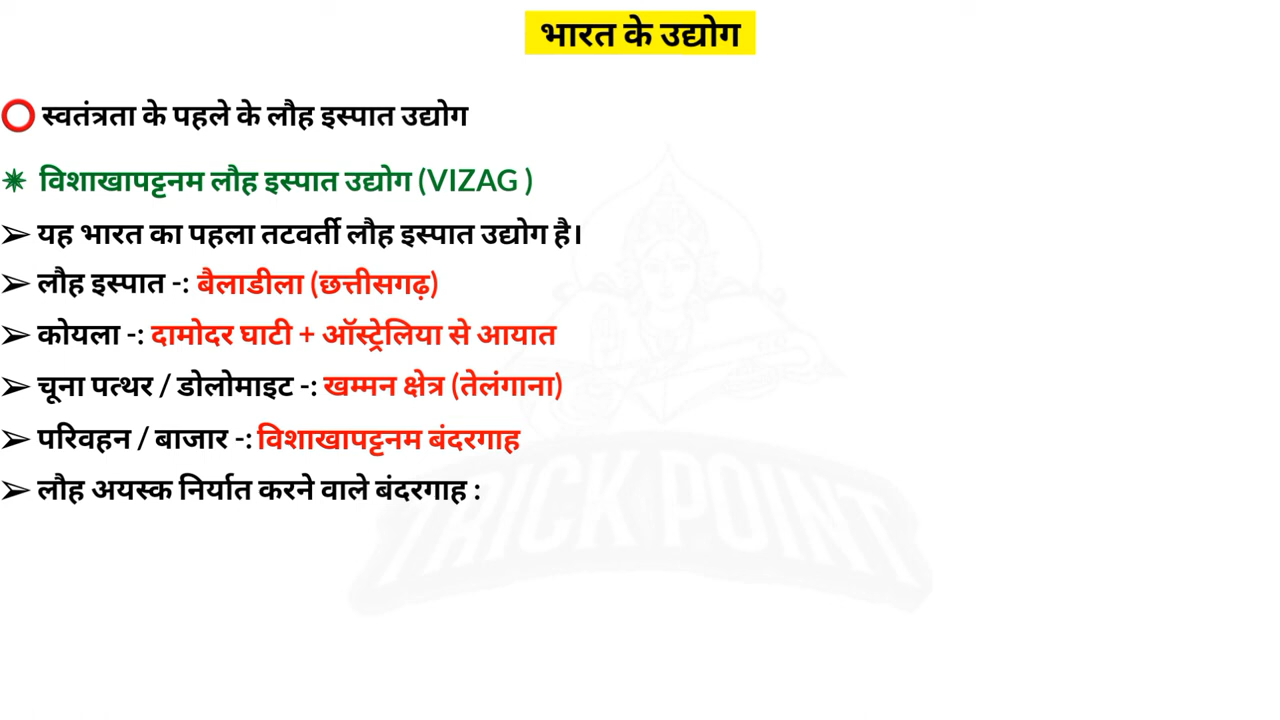 भारत के उद्योग
⭕ स्वतंत्रता के पहले के लौह इस्पात उद्योग
✳ विशाखापट्टनम लौह इस्पात उद्योग (VIZAG )
➢ यह भारत का पहला तटवर्ती लौह इस्पात उद्योग है।
➢ लौह इस्पात -: बैलाडीला (छत्तीसगढ़)
➢ कोयला -: दामोदर घाटी + ऑस्ट्रेलिया से आयात
➢ चूना पत्थर / डोलोमाइट -: खम्मन क्षेत्र (तेलंगाना)
➢ परिवहन / बाजार -: विशाखापट्टनम बंदरगाह
➢ लौह अयस्क निर्यात करने वाले बंदरगाह :
TRICK POINT